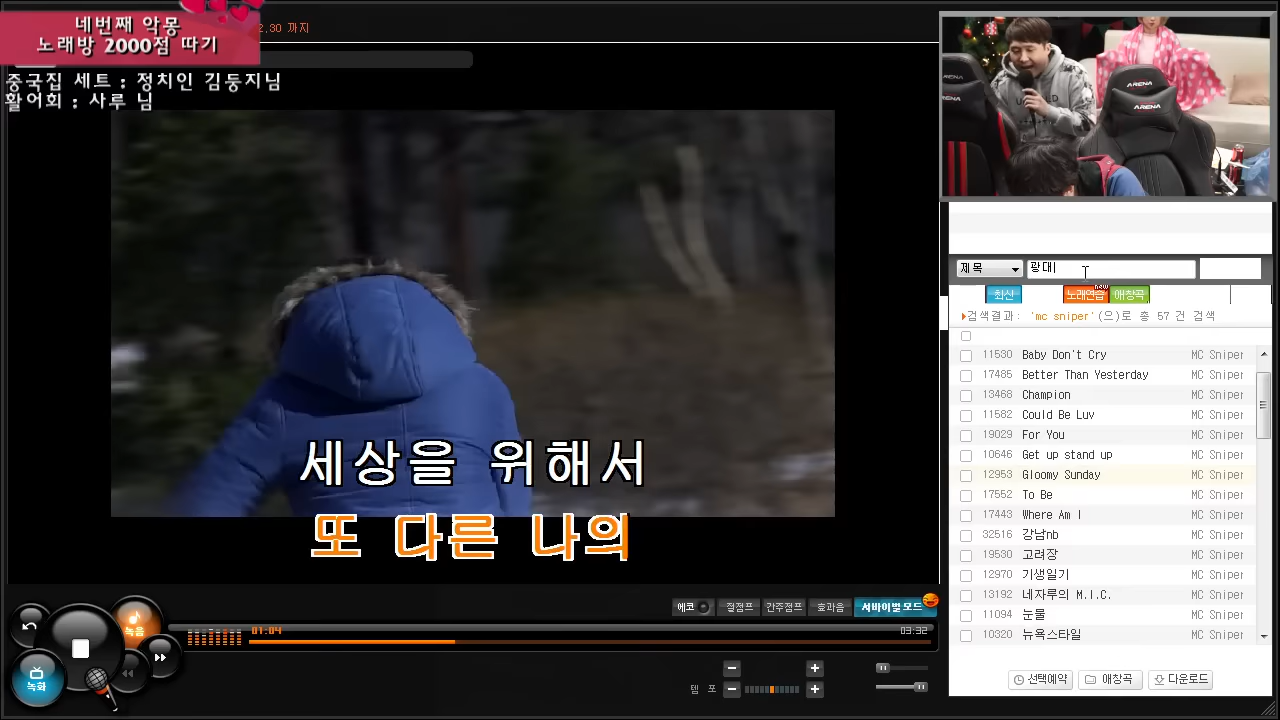 네번째 악몽
노래방 2000점 따기
2,30 까지
중국집 세트 : 정치인 김둥지님
활어회 : 사루 님
ARENA
ARENA
ARENA
ARENA
제목
광대
최신
노래연습
new
애창곡
검색결과: 'mc sniper'(으)로 총 57 건 검색
11530 Baby Don't Cry MC Sniper
17485 Better Than Yesterday MC Sniper
13468 Champion MC Sniper
11582 Could Be Luv MC Sniper
19029 For You MC Sniper
10646 Get up stand up MC Sniper
12953 Gloomy Sunday MC Sniper
17552 To Be MC Sniper
17443 Where Am I MC Sniper
32516 강남nb MC Sniper
19530 고려장 MC Sniper
12970 기생일기 MC Sniper
13192 네자루의 M.I.C. MC Sniper
11094 눈물 MC Sniper
10320 뉴욕스타일 MC Sniper
세상을 위해서
또 다른 나의
에코
절점프
간주점프
효과음
서바이벌 모드
녹음
01:04
03:32
녹화
템 포
선택예약
애창곡
다운로드